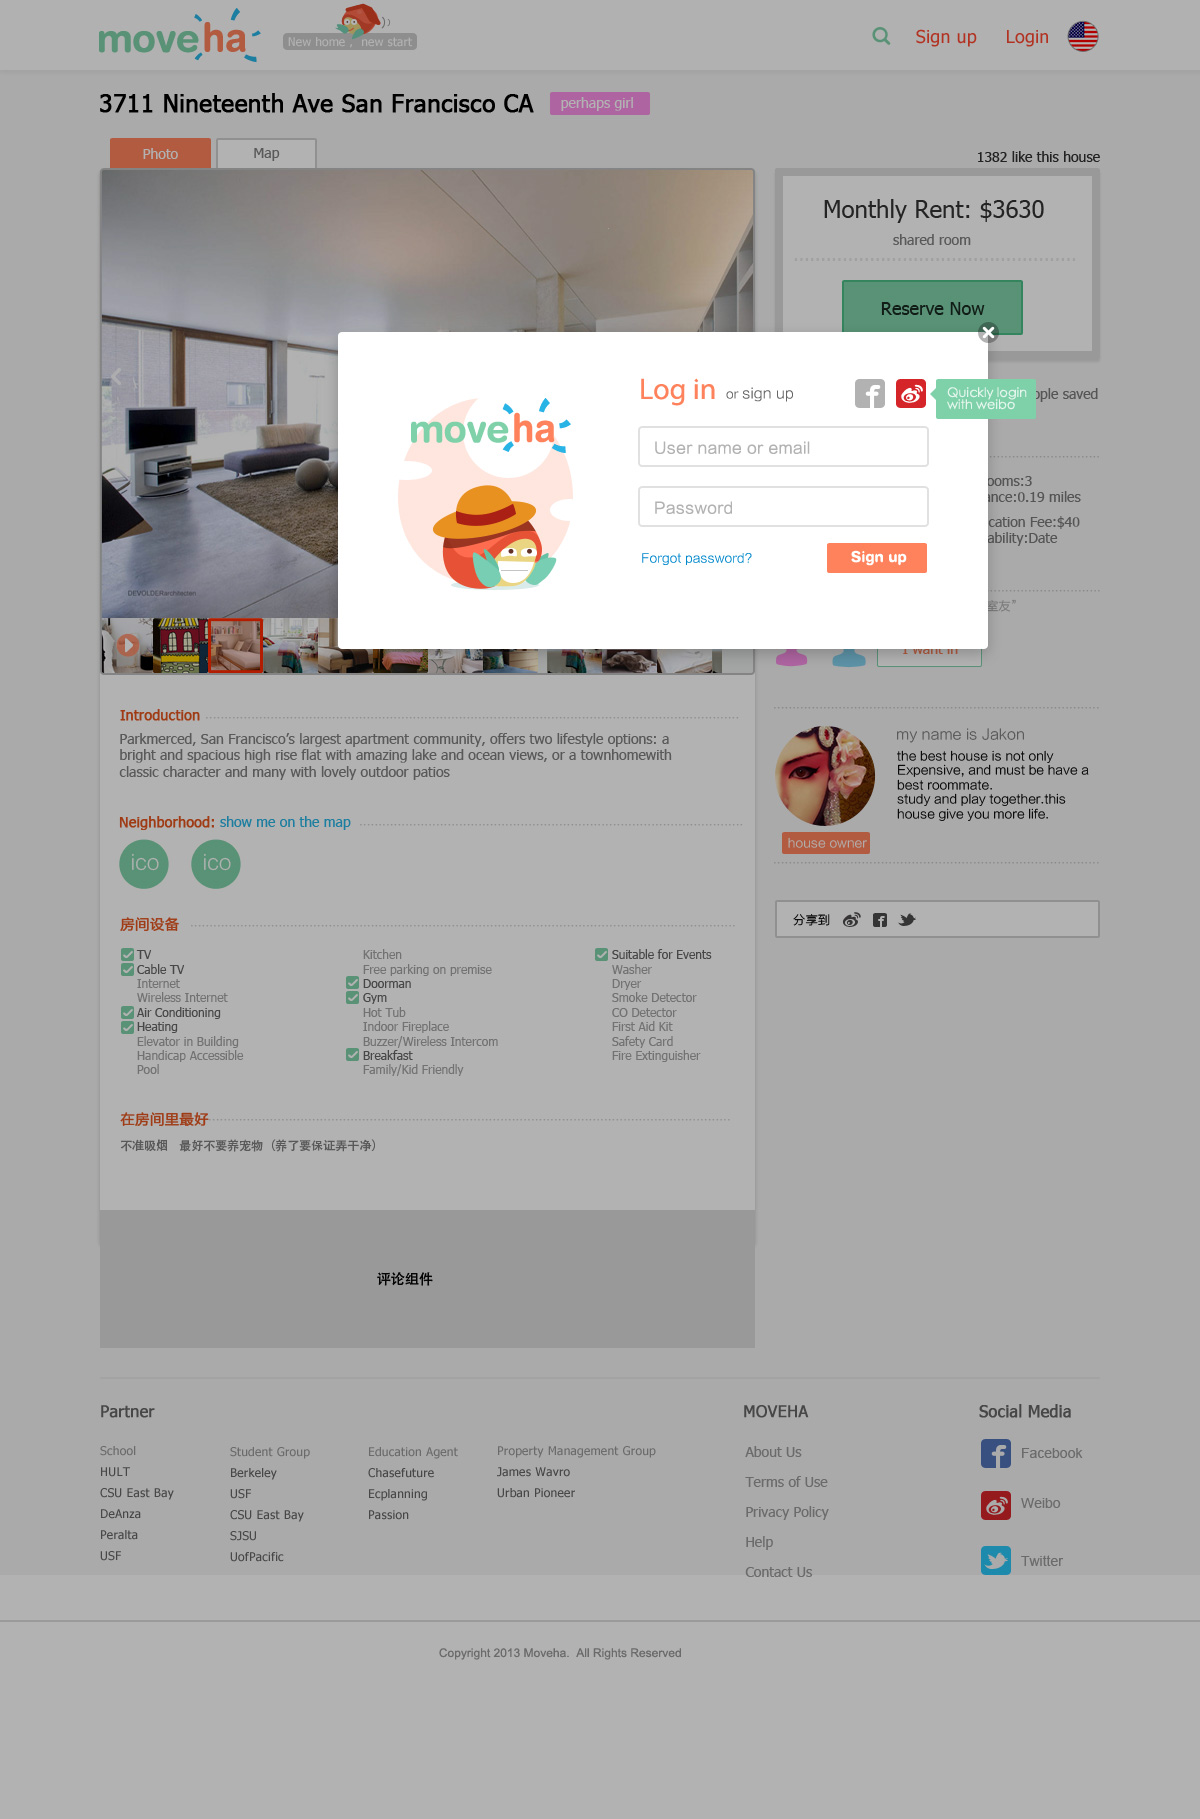 moveha
New home , new start
Sign up
Login
3711 Nineteenth Ave San Francisco CA
perhaps girl
Photo
Map
1382 like this house
Monthly Rent: $3630
shared room
Reserve Now
Log in or sign up
Quickly login
with weibo
ople saved
moveha
User name or email
Password
Forgot password?
Sign up
ooms:3
ance:0.19 miles
cation Fee:$40
ability:Date
室友”
I want in
DEVOLDERarchitecten
Introduction
Parkmerced, San Francisco’s largest apartment community, offers two lifestyle options: a
bright and spacious high rise flat with amazing lake and ocean views, or a townhomewith
classic character and many with lovely outdoor patios
my name is Jakon
the best house is not only
Expensive, and must be have a
best roommate.
study and play together.this
house give you more life.
house owner
Neighborhood: show me on the map
ico
ico
分享到
房间设备
TV
Cable TV
Internet
Wireless Internet
Air Conditioning
Heating
Elevator in Building
Handicap Accessible
Pool
Kitchen
Free parking on premise
Doorman
Gym
Hot Tub
Indoor Fireplace
Buzzer/Wireless Intercom
Breakfast
Family/Kid Friendly
Suitable for Events
Washer
Dryer
Smoke Detector
CO Detector
First Aid Kit
Safety Card
Fire Extinguisher
在房间里最好
不准吸烟 最好不要养宠物（养了要保证弄干净）
评论组件
Partner
School
HULT
CSU East Bay
DeAnza
Peralta
USF
Student Group
Berkeley
USF
CSU East Bay
SJSU
UofPacific
Education Agent
Chasefuture
Ecplanning
Passion
Property Management Group
James Wavro
Urban Pioneer
MOVEHA
About Us
Terms of Use
Privacy Policy
Help
Contact Us
Social Media
Facebook
Weibo
Twitter
Copyright 2013 Moveha. All Rights Reserved